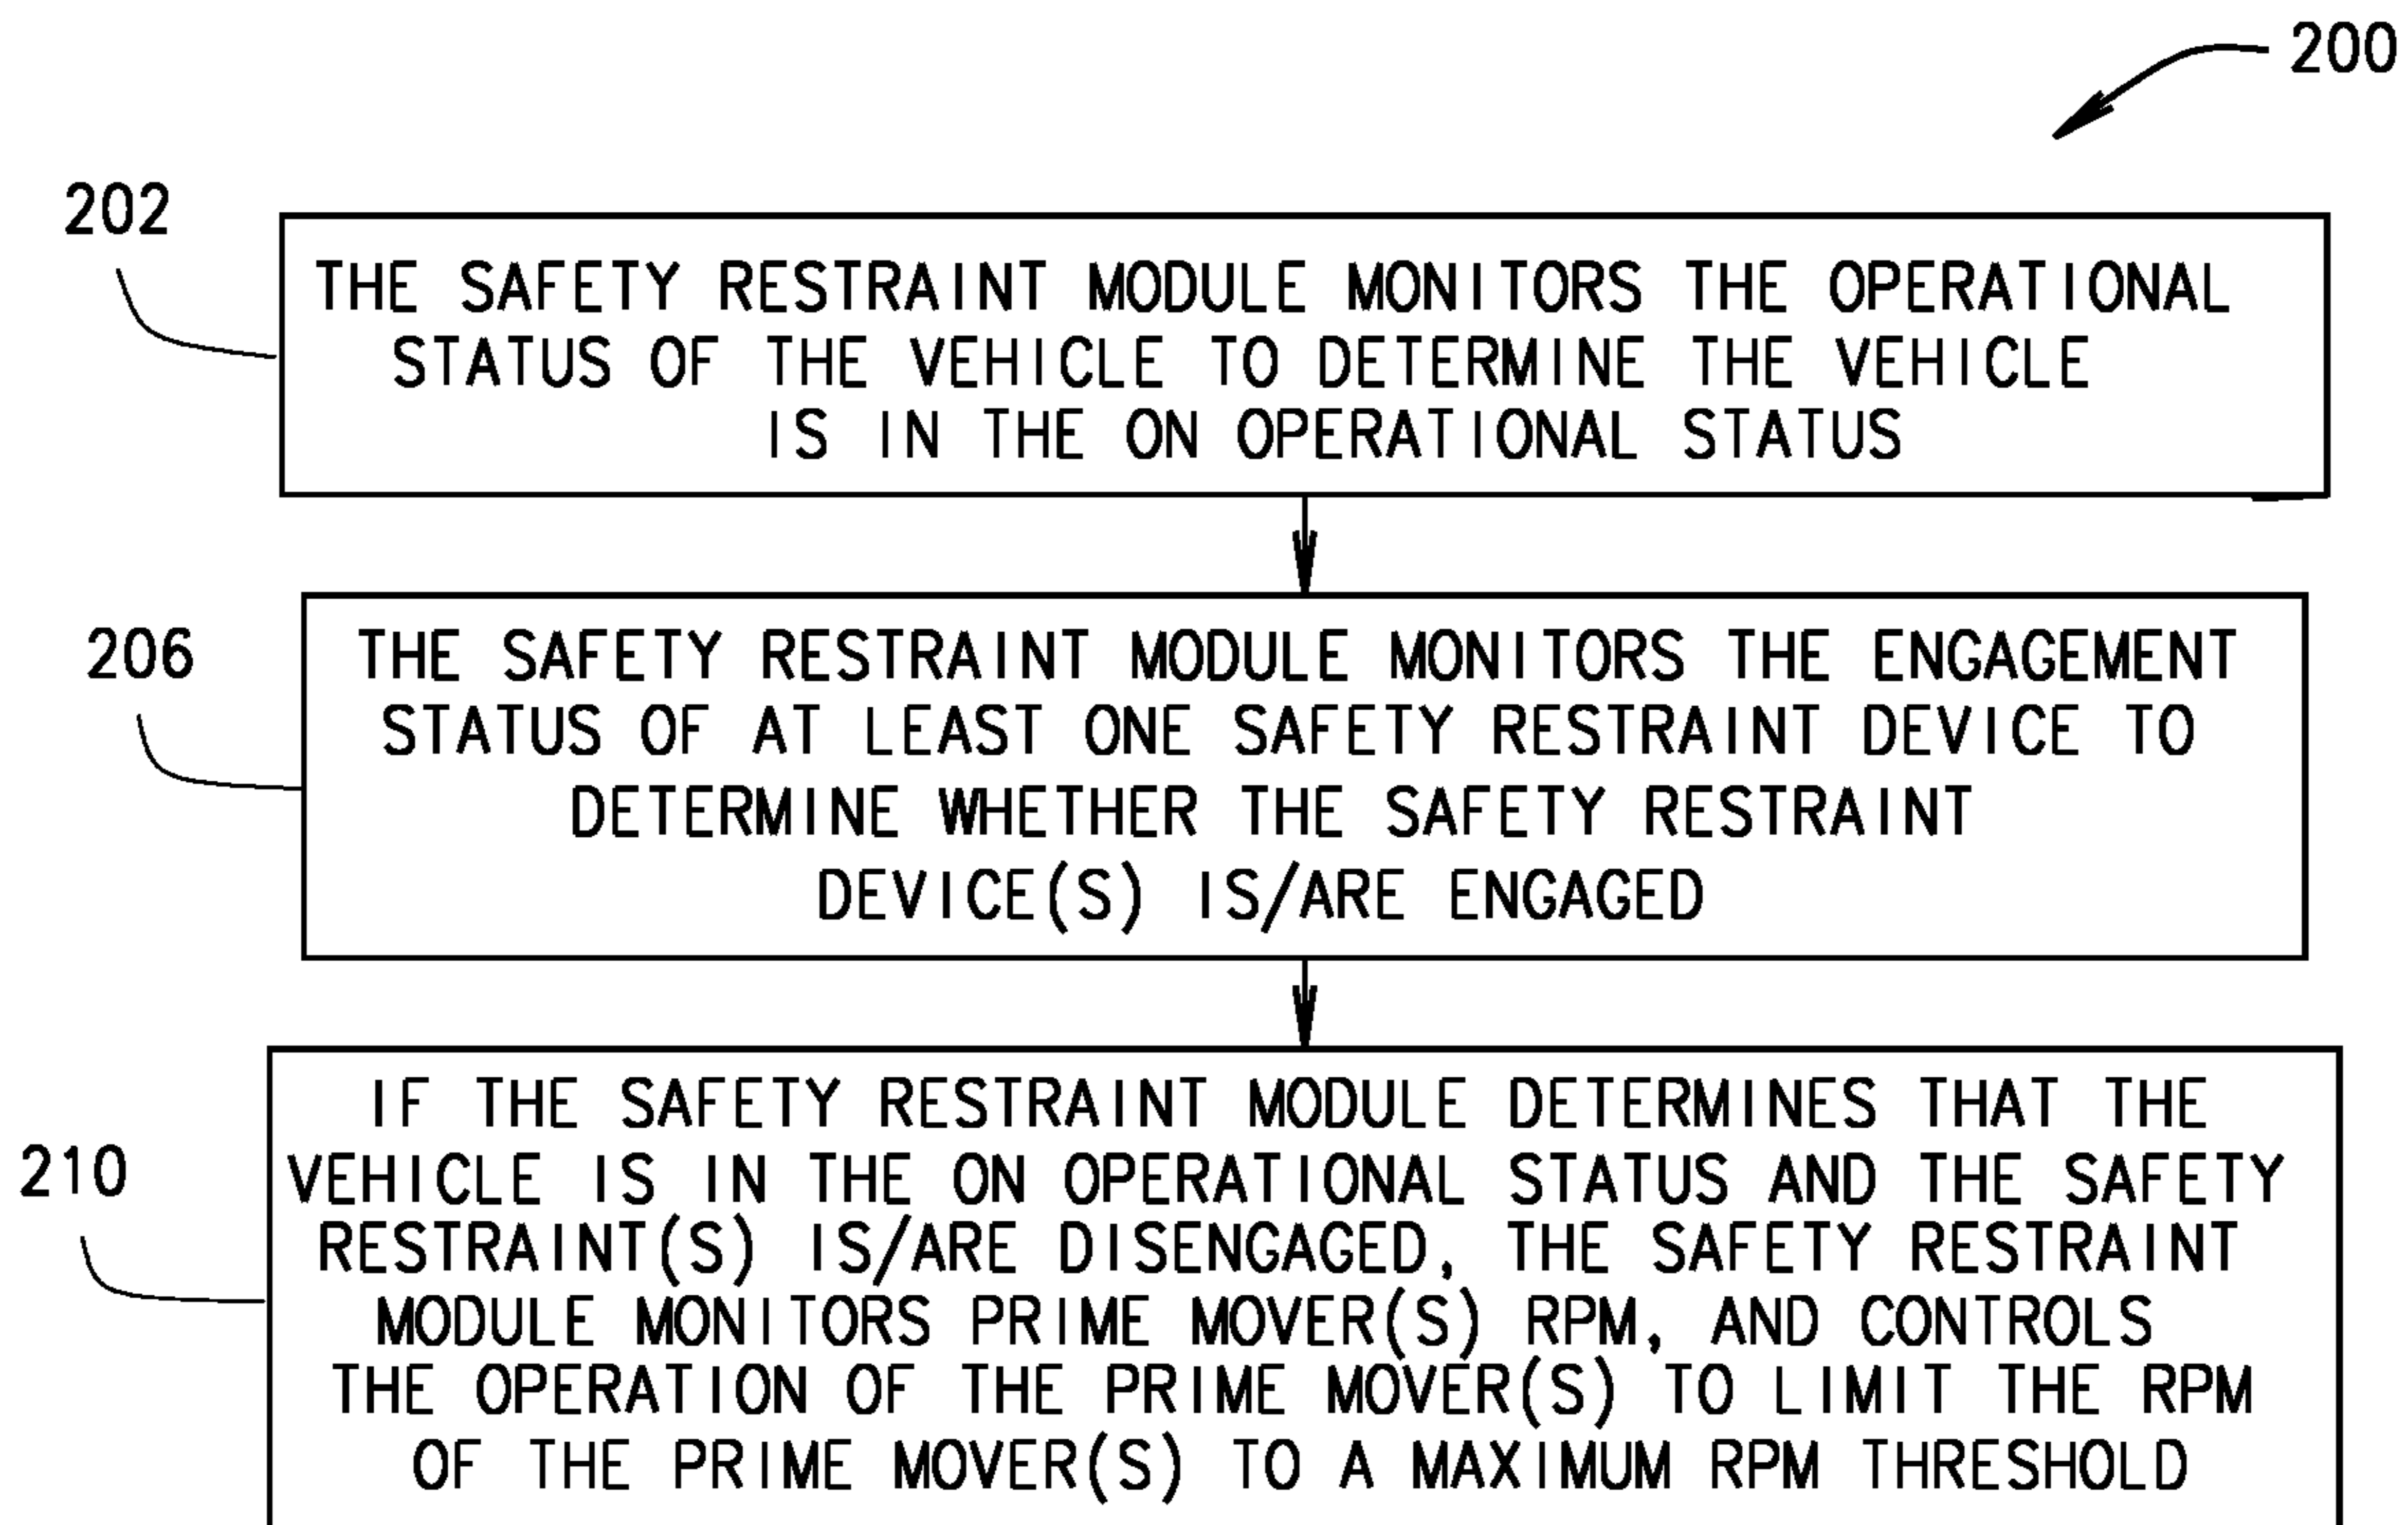 200
202
THE SAFETY RESTRAINT MODULE MONITORS THE OPERATIONAL
STATUS OF THE VEHICLE TO DETERMINE THE VEHICLE
IS IN THE ON OPERATIONAL STATUS
206
THE SAFETY RESTRAINT MODULE MONITORS THE ENGAGEMENT
STATUS OF AT LEAST ONE SAFETY RESTRAINT DEVICE TO
DETERMINE WHETHER THE SAFETY RESTRAINT
DEVICE(S) IS/ARE ENGAGED
210
IF THE SAFETY RESTRAINT MODULE DETERMINES THAT THE
VEHICLE IS IN THE ON OPERATIONAL STATUS AND THE SAFETY
RESTRAINT(S) IS/ARE DISENGAGED, THE SAFETY RESTRAINT
MODULE MONITORS PRIME MOVER(S) RPM, AND CONTROLS
THE OPERATION OF THE PRIME MOVER(S) TO LIMIT THE RPM
OF THE PRIME MOVER(S) TO A MAXIMUM RPM THRESHOLD